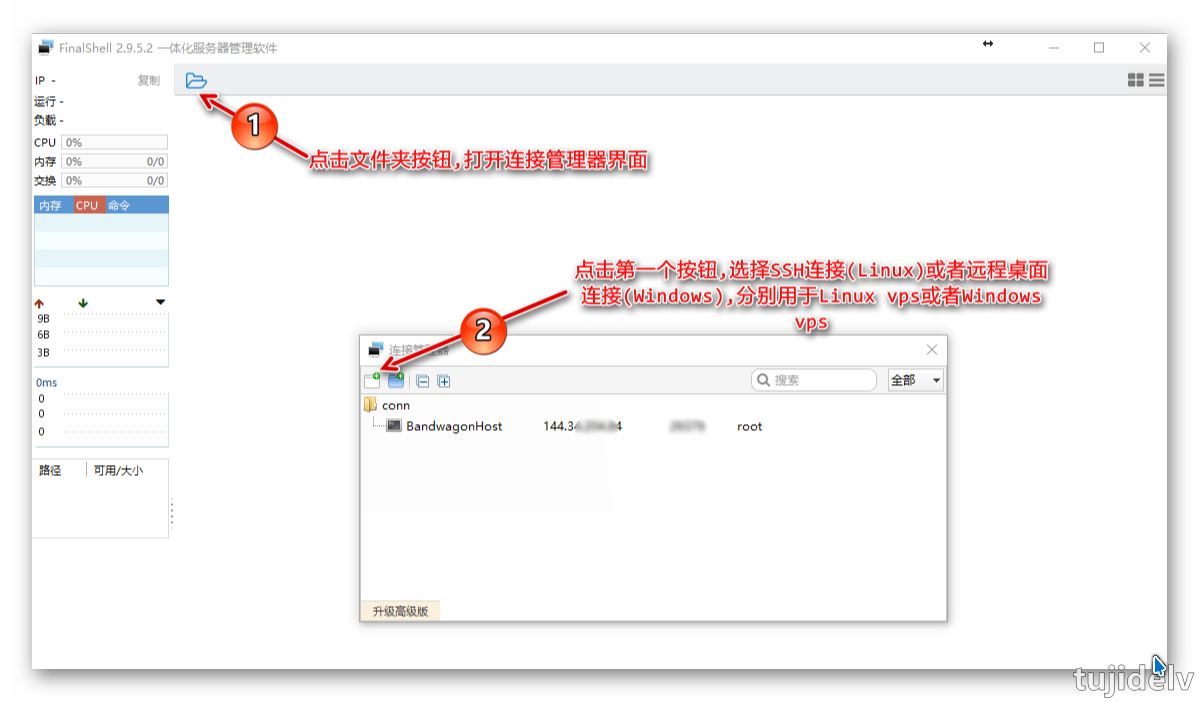 FinalShell 2.9.5.2 一体化服务器管理软件
IP - 复制
运行 -
负载 -
CPU 0%
内存 0% 0/0
交换 0% 0/0
内存 CPU 命令
9B
6B
3B
0ms
0
0
0
路径 可用/大小
1
点击文件夹按钮,打开连接管理器界面
点击第一个按钮,选择SSH连接(Linux)或者远程桌面
连接(Windows),分别用于Linux vps或者Windows
vps
2
连接管理器
搜索 全部
conn
BandwagonHost 144.3 4 root
升级高级版
tujidelv